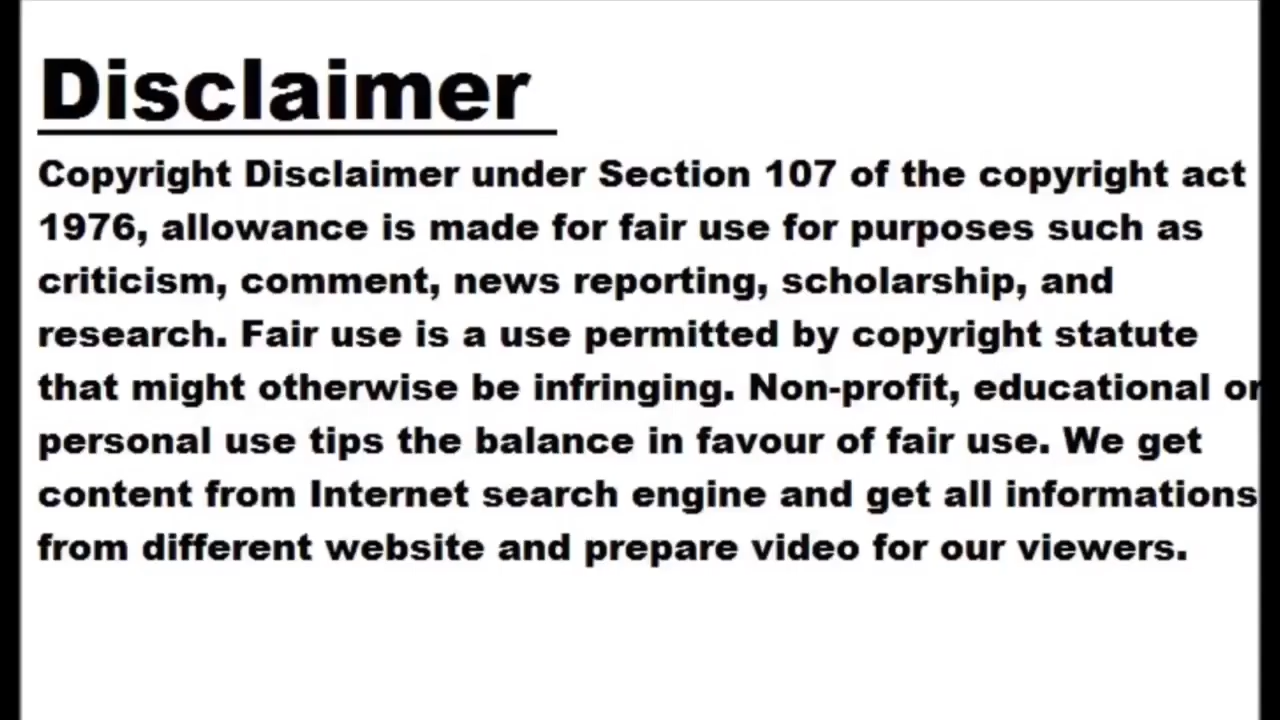 Disclaimer
Copyright Disclaimer under Section 107 of the copyright act
1976, allowance is made for fair use for purposes such as
criticism, comment, news reporting, scholarship, and
research. Fair use is a use permitted by copyright statute
that might otherwise be infringing. Non-profit, educational or
personal use tips the balance in favour of fair use. We get
content from Internet search engine and get all informations
from different website and prepare video for our viewers.